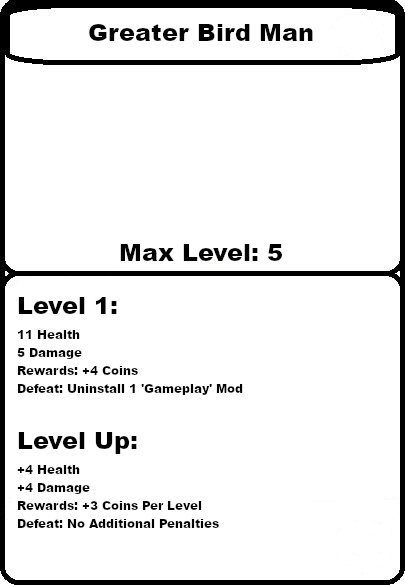 Greater Bird Man
Max Level: 5
Level 1:
11 Health
5 Damage
Rewards: +4 Coins
Defeat: Uninstall 1 'Gameplay' Mod
Level Up:
+4 Health
+4 Damage
Rewards: +3 Coins Per Level
Defeat: No Additional Penalties